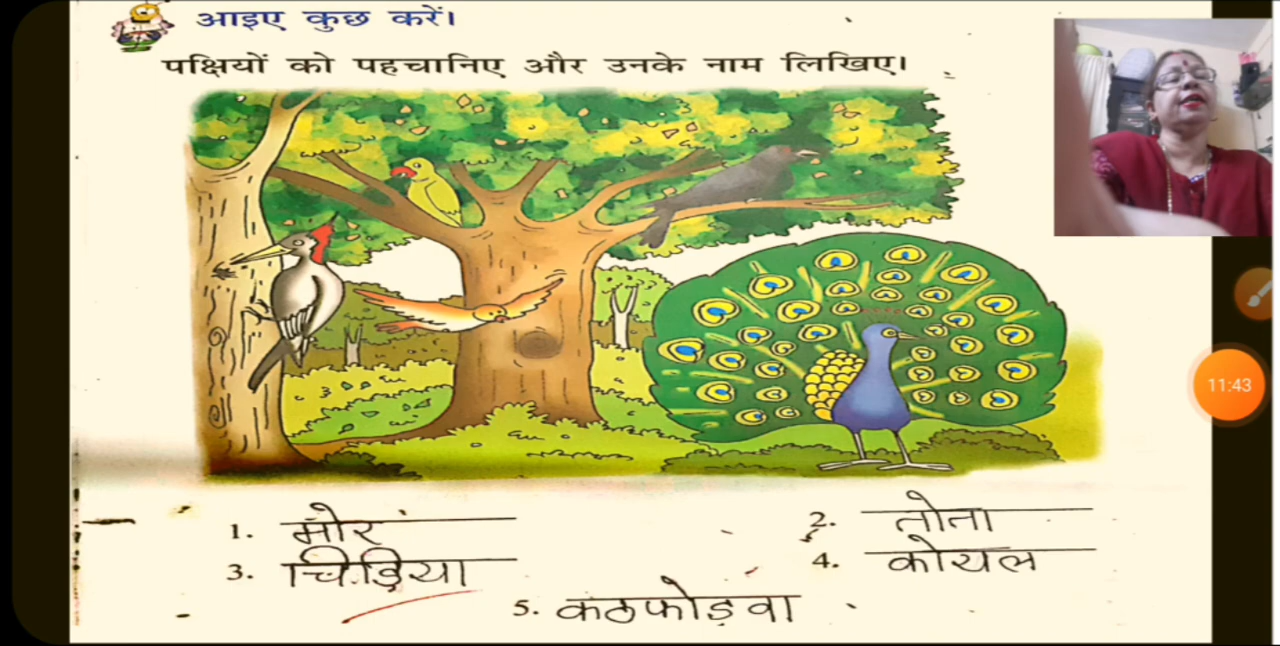 आइए कुछ करें।
पक्षियों को पहचानिए और उनके नाम लिखिए।
11:43
1. मोर
2. तोता
3. चिड़िया
4. कोयल
5. कठफोड़वा